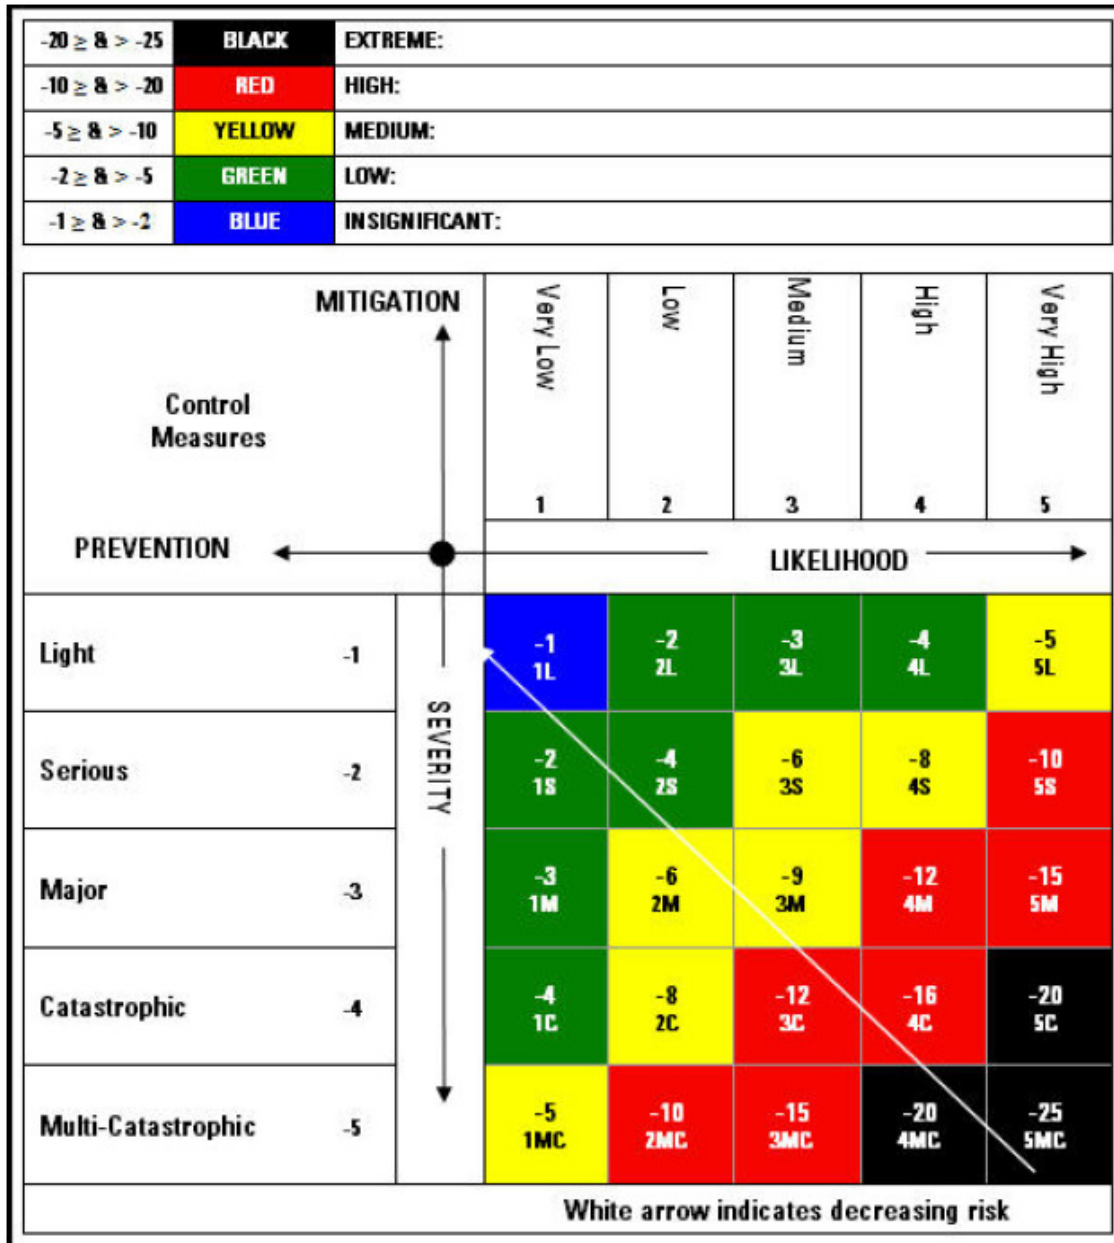 -20 ≥ & > -25 BLACK EXTREME:
-10 ≥ & > -20 RED HIGH:
-5 ≥ & > -10 YELLOW MEDIUM:
-2 ≥ & > -5 GREEN LOW:
-1 ≥ & > -2 BLUE INSIGNIFICANT:
MITIGATION
Control
Measures
PREVENTION
Very Low
Low
Medium
High
Very High
1 2 3 4 5
LIKELIHOOD
SEVERITY
Light -1 -1 -2 -3 -4 -5
1L 2L 3L 4L 5L
Serious -2 -2 -4 -6 -8 -10
1S 2S 3S 4S 5S
Major -3 -3 -6 -9 -12 -15
1M 2M 3M 4M 5M
Catastrophic -4 -4 -8 -12 -16 -20
1C 2C 3C 4C 5C
Multi-Catastrophic -5 -5 -10 -15 -20 -25
1MC 2MC 3MC 4MC 5MC
White arrow indicates decreasing risk